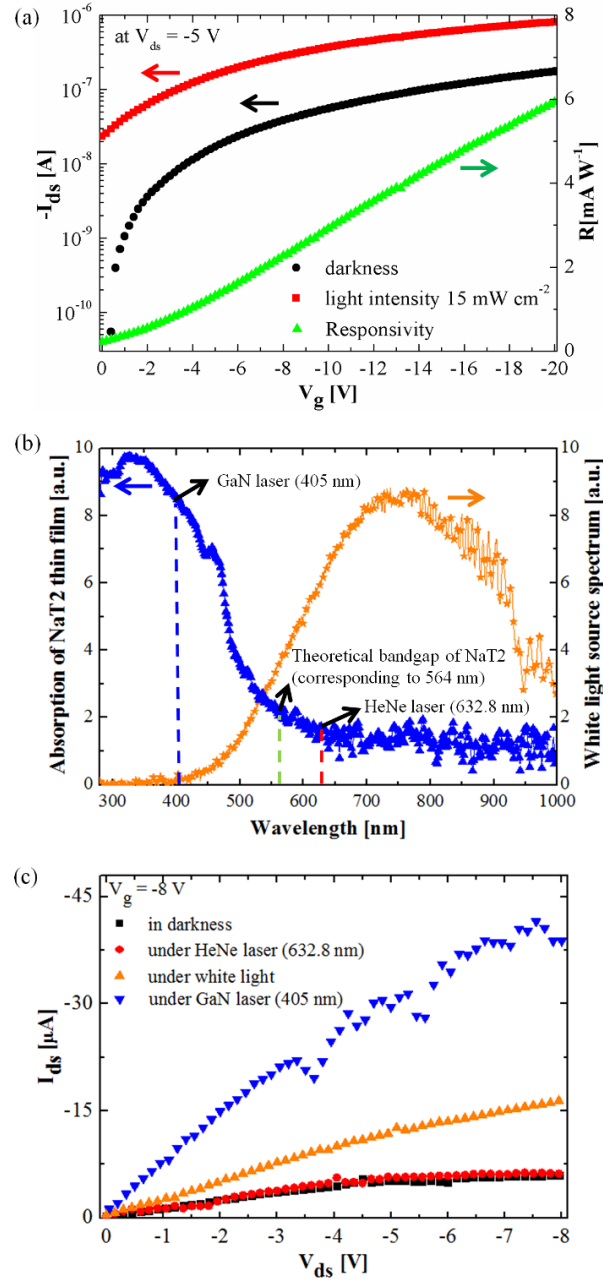 (a)
at Vds = -5 V
10⁻⁶
10⁻⁷
10⁻⁸
10⁻⁹
10⁻¹⁰
-Ids [A]
8
6
4
2
0
R[mA W⁻¹]
darkness
light intensity 15 mW cm⁻²
Responsivity
0 -2 -4 -6 -8 -10 -12 -14 -16 -18 -20
Vg [V]
(b)
10
8
6
4
2
0
Absorption of NaT2 thin film [a.u.]
10
8
6
4
2
0
White light source spectrum [a.u.]
GaN laser (405 nm)
Theoretical bandgap of NaT2
(corresponding to 564 nm)
HeNe laser (632.8 nm)
300 400 500 600 700 800 900 1000
Wavelength [nm]
(c)
Vg = -8 V
in darkness
under HeNe laser (632.8 nm)
under white light
under GaN laser (405 nm)
-45
-30
-15
0
Ids [μA]
0 -1 -2 -3 -4 -5 -6 -7 -8
Vds [V]